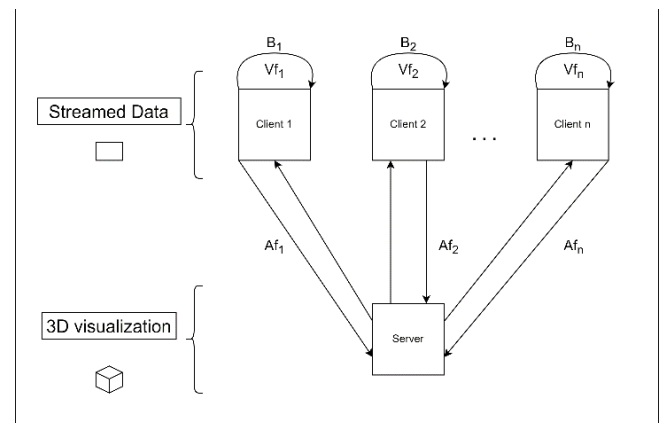 B₁ B₂ Bₙ
Vf₁ Vf₂ Vfₙ
Streamed Data
Client 1 Client 2 . . . Client n
Af₁ Af₂ Afₙ
3D visualization
Server